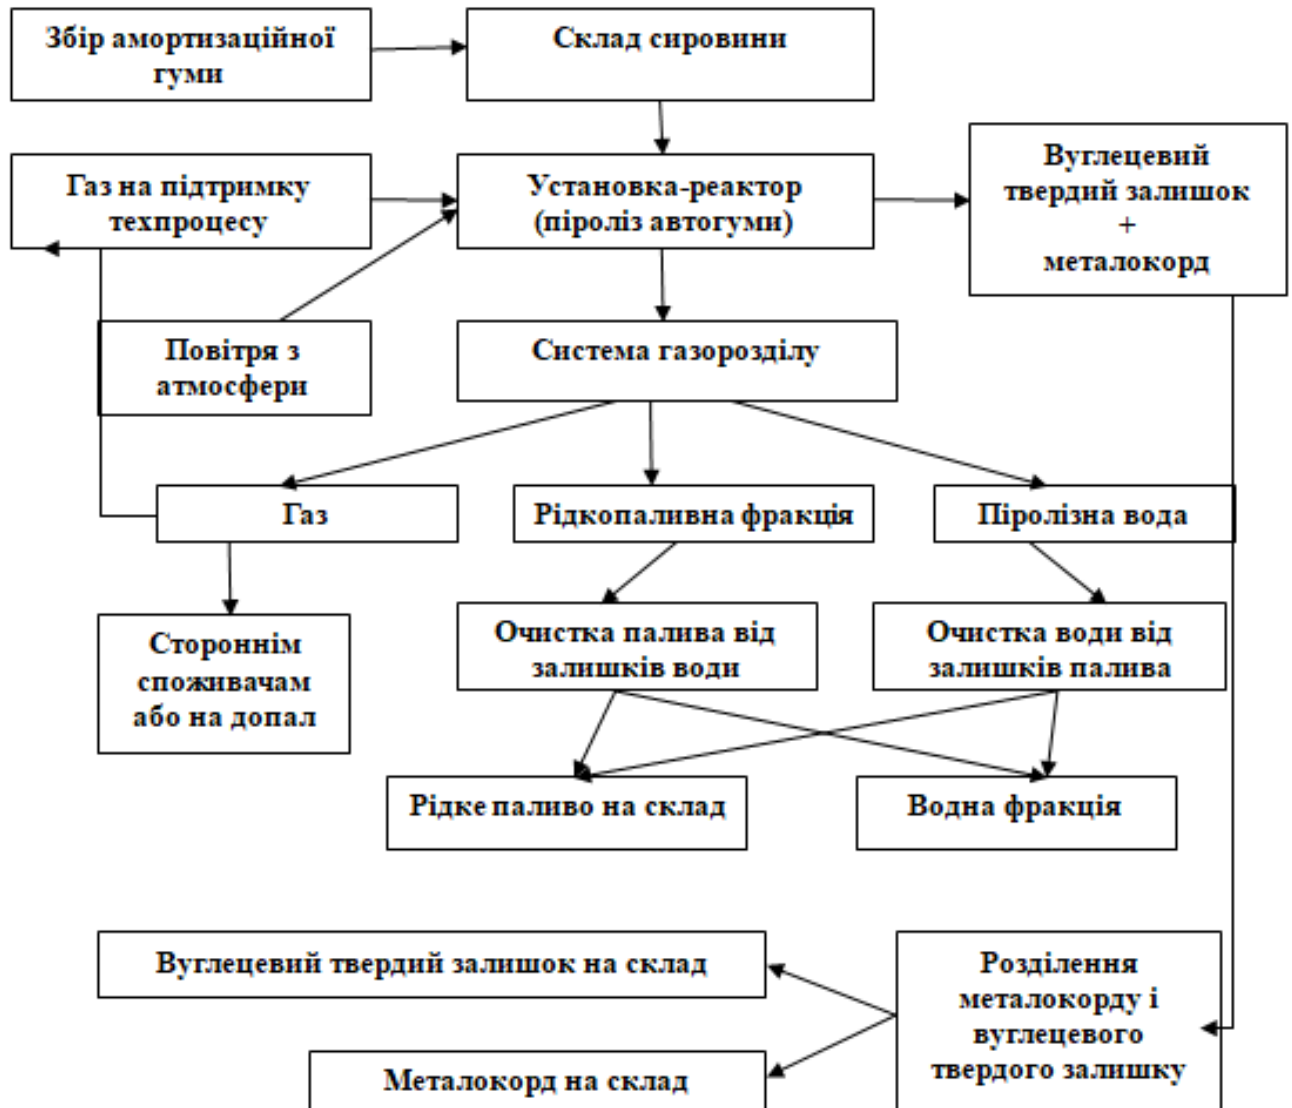 Збір амортизаційної
гуми
Склад сировини
Газ на підтримку
техпроцесу
Установка-реактор
(піроліз автогуми)
Вуглецевий
твердий залишок
+
металокорд
Повітря з
атмосфери
Система газорозділу
Газ
Рідкопаливна фракція
Піролізна вода
Стороннім
споживачам
або на допал
Очистка палива від
залишків води
Очистка води від
залишків палива
Рідке паливо на склад
Водна фракція
Вуглецевий твердий залишок на склад
Розділення
металокорду і
вуглецевого
твердого залишку
Металокорд на склад